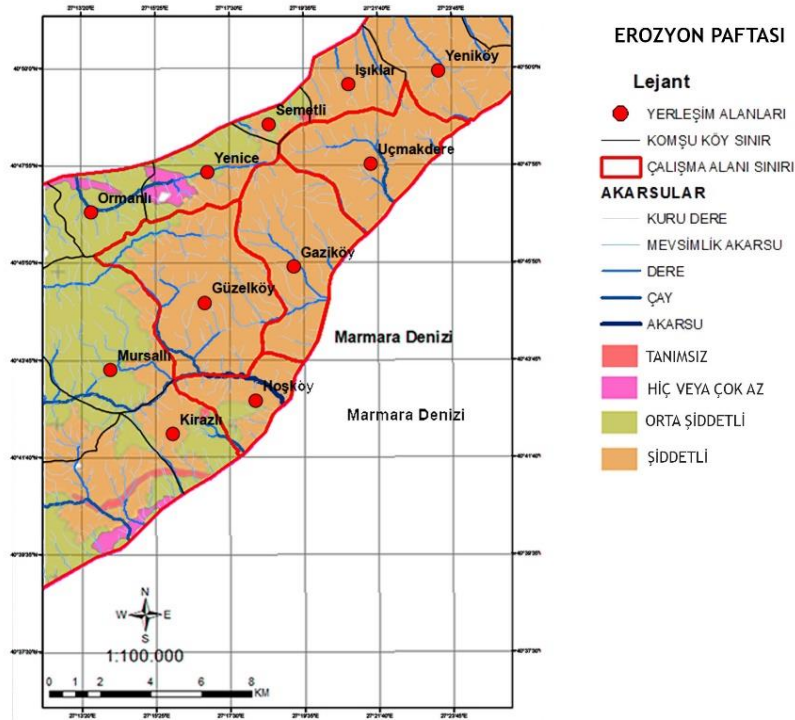 EROZYON PAFTASI
Lejant
YERLEŞİM ALANLARI
KOMŞU KÖY SINIR
ÇALIŞMA ALANI SINIRI
AKARSULAR
KURU DERE
MEVSİMLİK AKARSU
DERE
ÇAY
AKARSU
TANIMSIZ
HİÇ VEYA ÇOK AZ
ORTA ŞİDDETLİ
ŞİDDETLİ
Yeniköy
Işıklar
Semetli
Uçmakdere
Yenice
Ormanlı
Gaziköy
Güzelköy
Marmara Denizi
Mursallı
Hoşköy
Marmara Denizi
Kirazlı
N
W E
S
1:100.000
0 1 2 4 6 8
KM